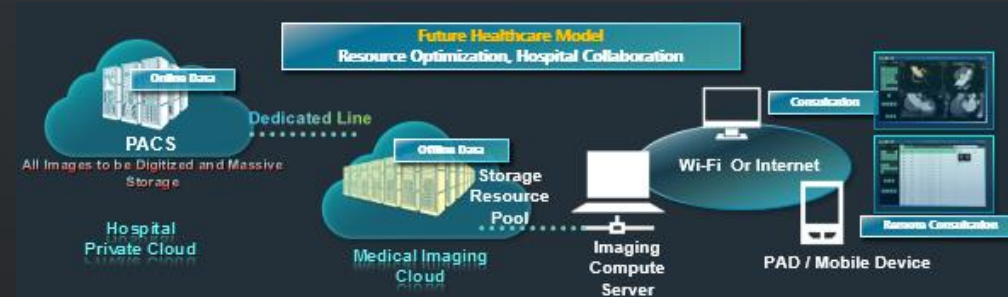 Future Healthcare Model
Resource Optimization, Hospital Collaboration
Online Data
PACS
All Images to be Digitized and Massive
Storage
Hospital
Private Cloud
Dedicated Line
Offline Data
Storage
Resource
Pool
Medical Imaging
Cloud
Imaging
Compute
Server
Wi-Fi Or Internet
Consultation
PAD / Mobile Device
Remote Consultation